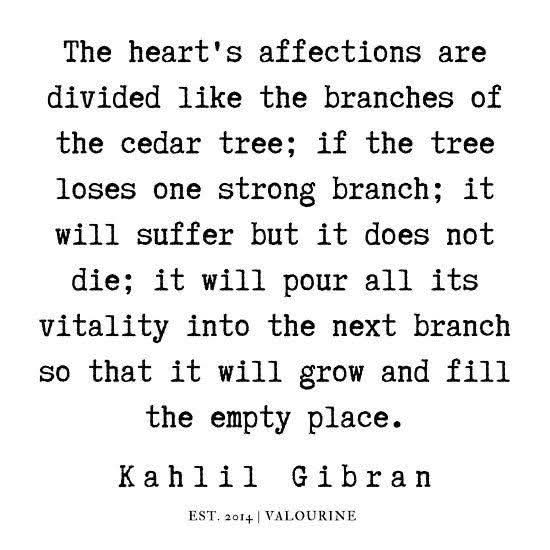 The heart's affections are
divided like the branches of
the cedar tree; if the tree
loses one strong branch; it
will suffer but it does not
die; it will pour all its
vitality into the next branch
so that it will grow and fill
the empty place.
Kahlil Gibran
EST. 2014 | VALOURINE